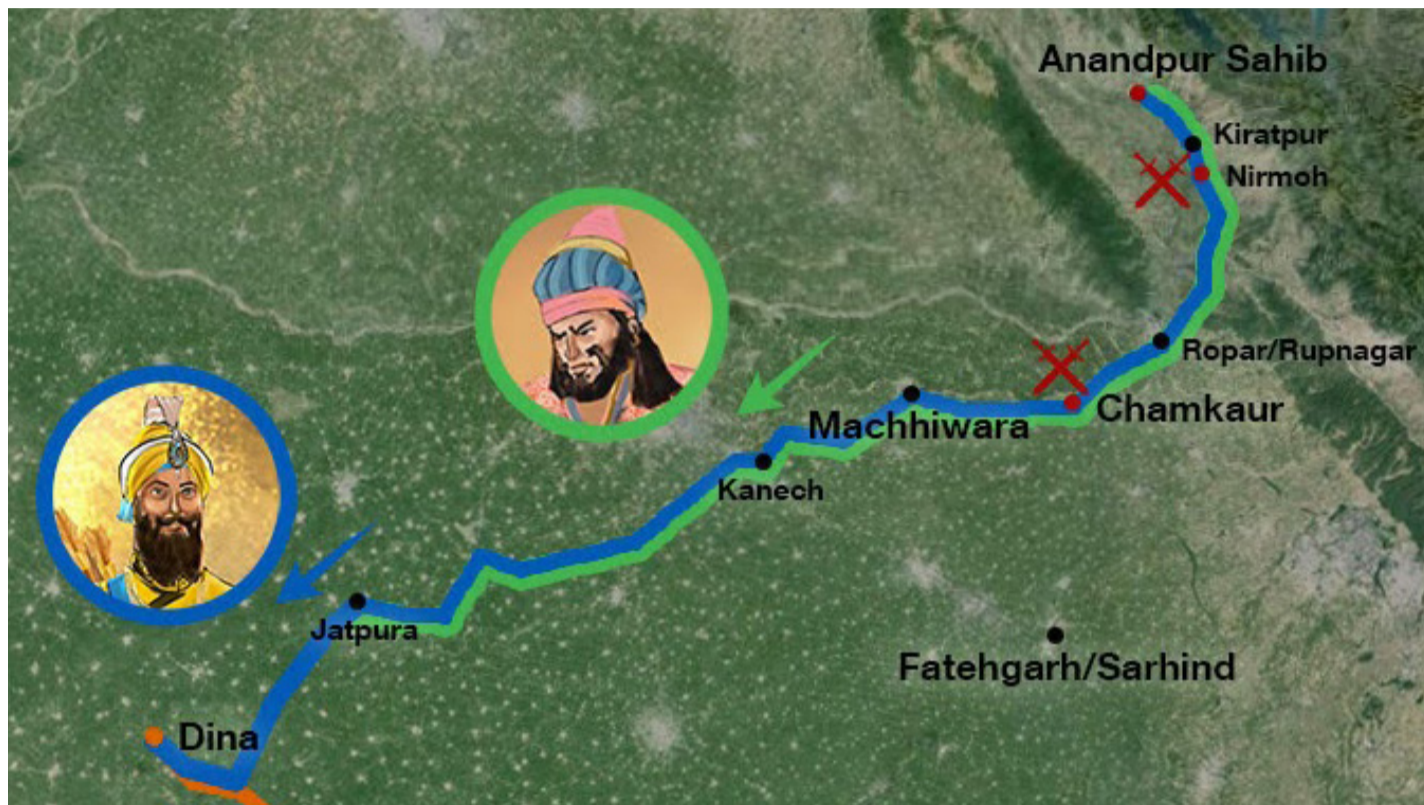 Anandpur Sahib
Kiratpur
Nirmoh
Ropar/Rupnagar
Chamkaur
Machhiwara
Kanech
Jatpura
Fatehgarh/Sarhind
Dina